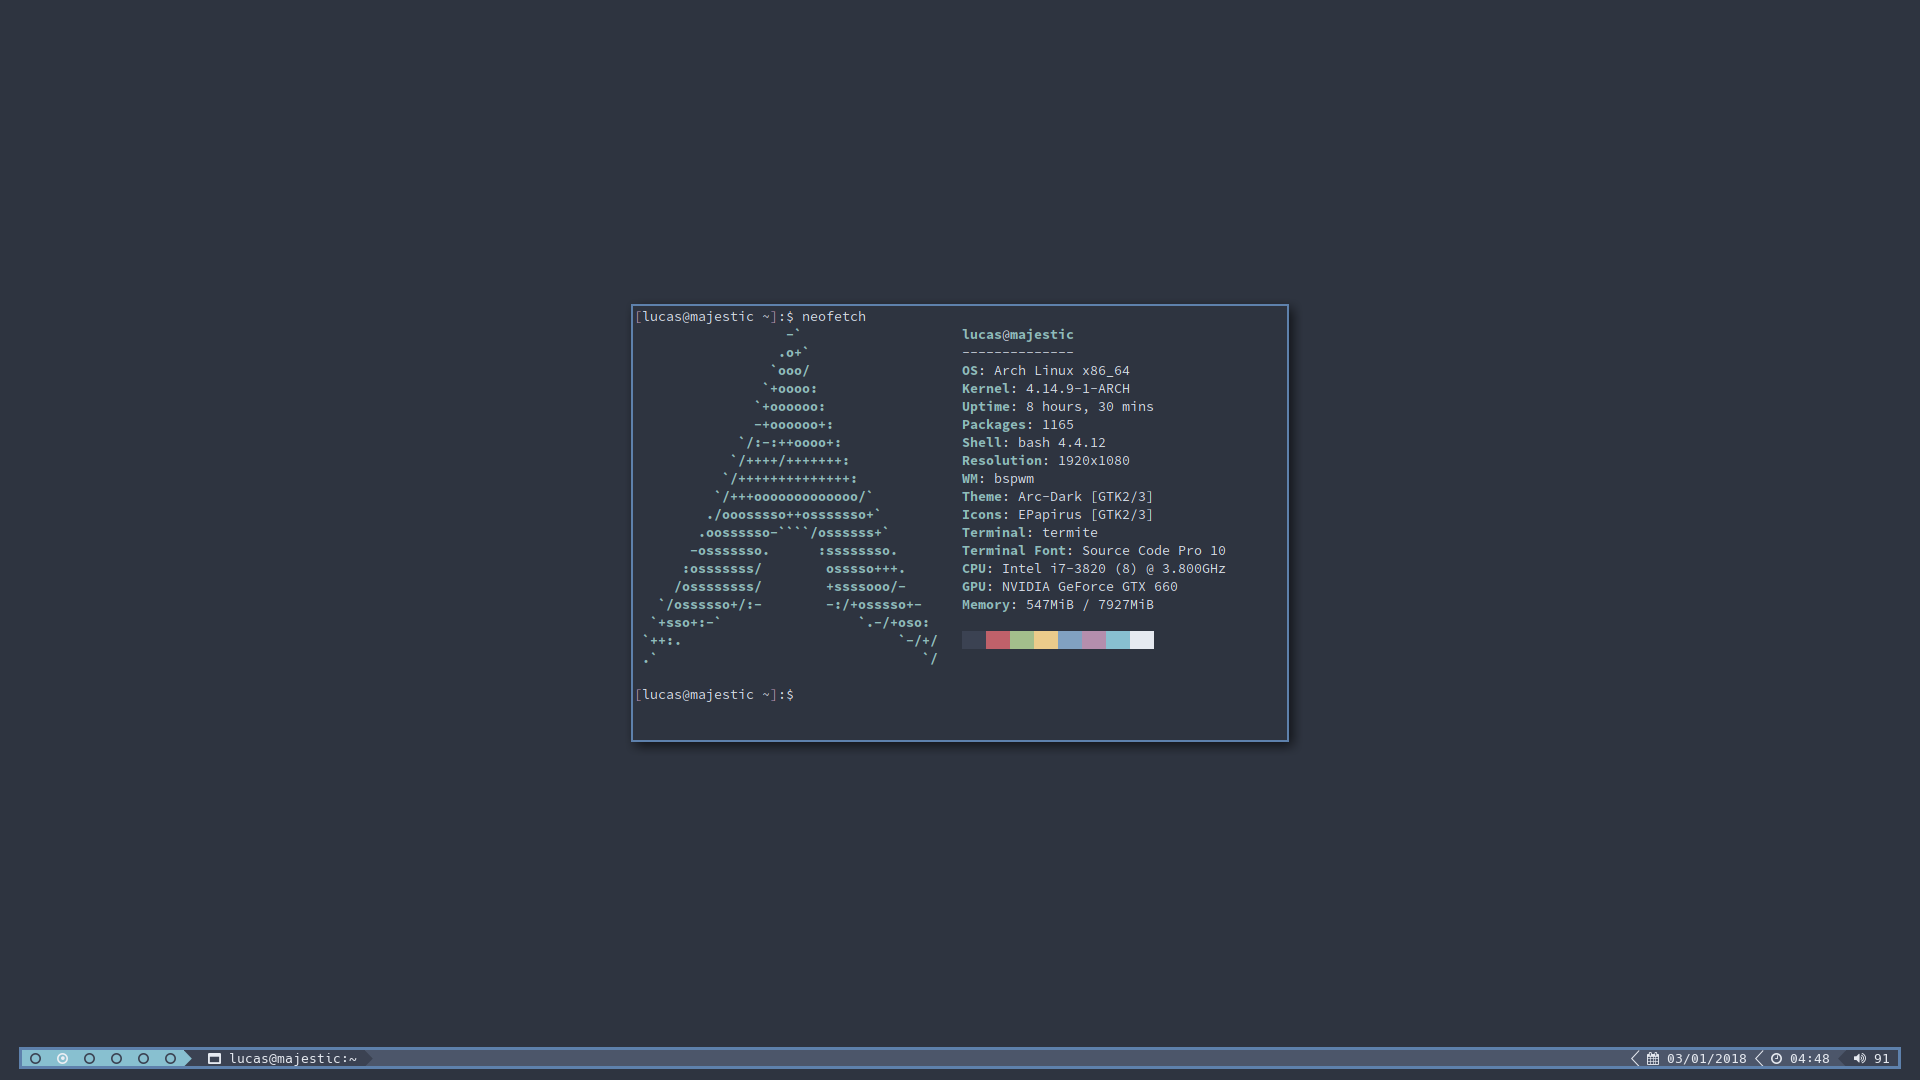 [lucas@majestic ~]:$ neofetch
-`
.o+`
`ooo/
`+oooo:
`+oooooo:
-+oooooo+:
`/:-:++oooo+:
`/++++/+++++++:
`/++++++++++++++:
`/+++ooooooooooooo/`
./ooosssso++osssssso+`
.oossssso-````/ossssss+`
-osssssso.      :ssssssso.
:osssssss/        osssso+++.
/ossssssss/        +ssssooo/-
`/ossssso+/:-        -:/+osssso+-
`+sso+:-`                 `.-/+oso:
`++:.                           `-/+/
.`                                 `/
lucas@majestic
--------------
OS: Arch Linux x86_64
Kernel: 4.14.9-1-ARCH
Uptime: 8 hours, 30 mins
Packages: 1165
Shell: bash 4.4.12
Resolution: 1920x1080
WM: bspwm
Theme: Arc-Dark [GTK2/3]
Icons: EPapirus [GTK2/3]
Terminal: termite
Terminal Font: Source Code Pro 10
CPU: Intel i7-3820 (8) @ 3.800GHz
GPU: NVIDIA GeForce GTX 660
Memory: 547MiB / 7927MiB
[lucas@majestic ~]:$
lucas@majestic:~ 03/01/2018 04:48 91